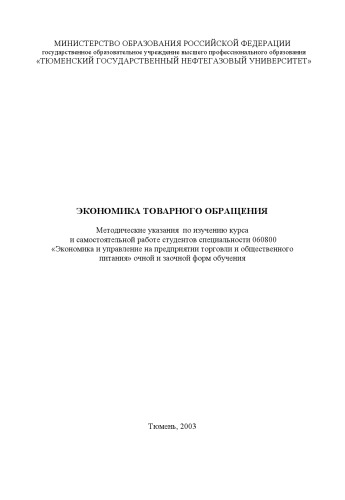 МИНИСТЕРСТВО ОБРАЗОВАНИЯ РОССИЙСКОЙ ФЕДЕРАЦИИ
государственное образовательное учреждение высшего профессионального образования
«ТЮМЕНСКИЙ ГОСУДАРСТВЕННЫЙ НЕФТЕГАЗОВЫЙ УНИВЕРСИТЕТ»
ЭКОНОМИКА ТОВАРНОГО ОБРАЩЕНИЯ
Методические указания по изучению курса
и самостоятельной работе студентов специальности 060800
«Экономика и управление на предприятии торговли и общественного
питания» очной и заочной форм обучения
Тюмень, 2003